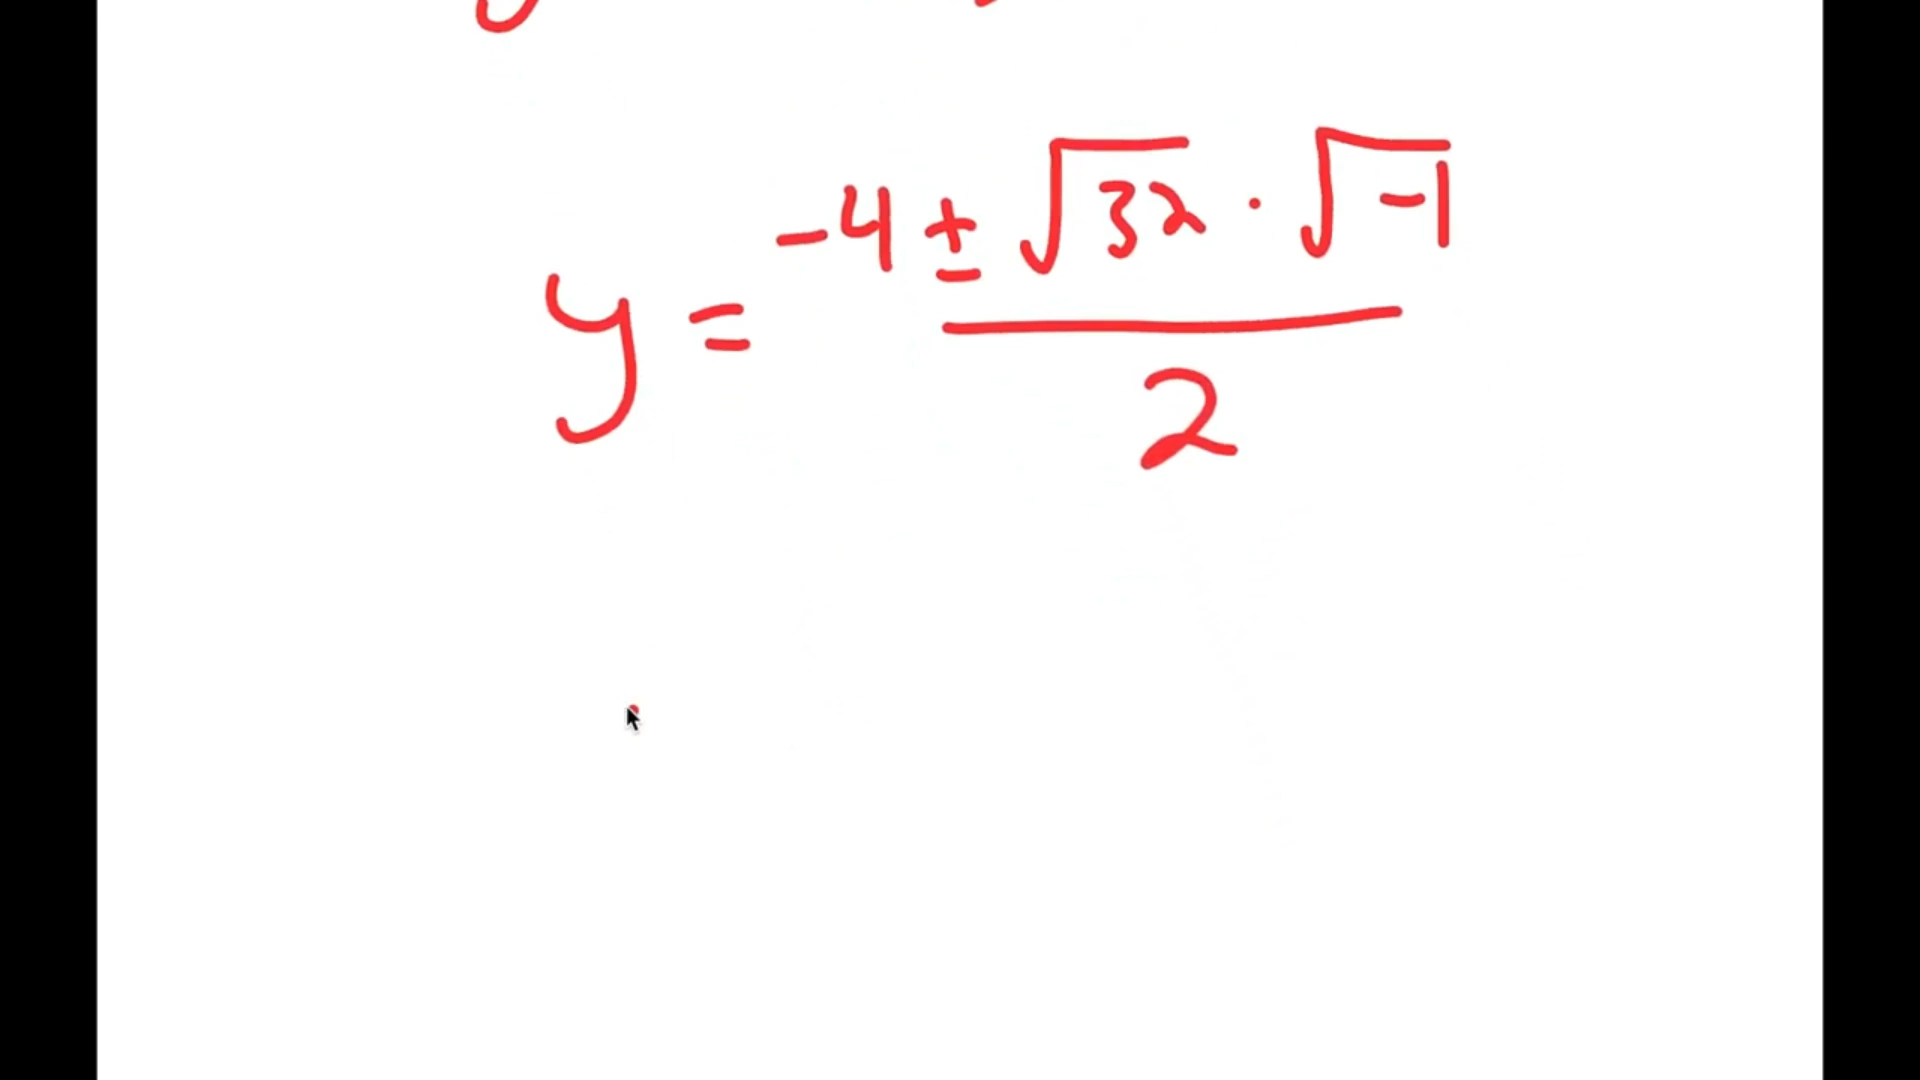 y = -4 ± √32 · √-1
2